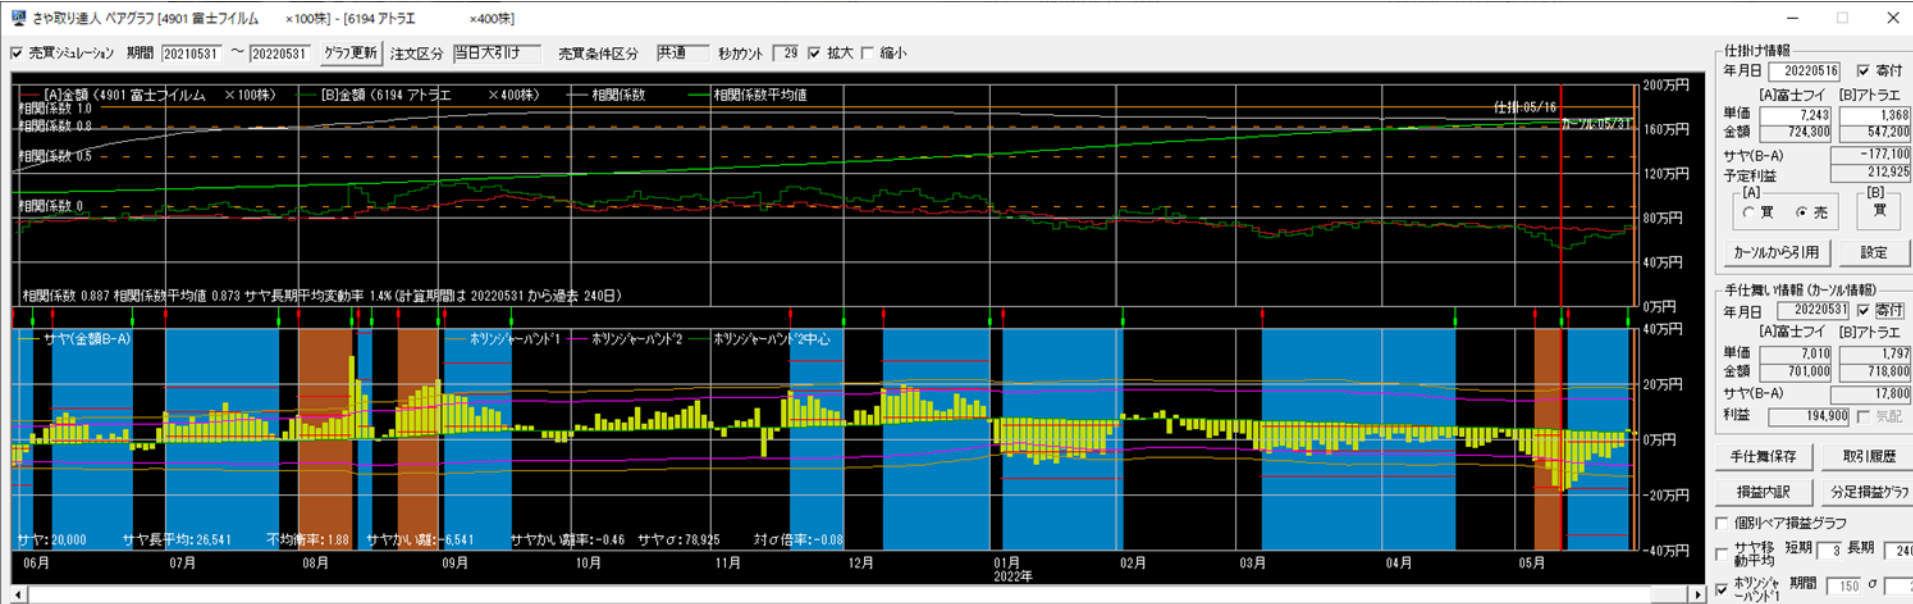 さや取り達人 ペアグラフ [4901 富士フイルム ×100株] - [6194 アトラエ ×400株]
売買シミュレーション 期間 20210531 ～ 20220531 グラフ更新 注文区分 当日大引け 売買条件区分 共通 秒カウント 29 拡大 縮小
[A]金額 (4901 富士フイルム ×100株) [B]金額 (6194 アトラエ ×400株) 相関係数 相関係数平均値
相関係数 1.0
相関係数 0.8
相関係数 0.5
相関係数 0
仕掛:05/16
カーソル:05/31
200万円
160万円
120万円
80万円
40万円
0万円
相関係数 0.887 相関係数平均値 0.873 サヤ長期平均変動率 1.4% (計算期間は 20220531 から過去 240日)
サヤ(金額B-A) ボリンジャーバンド1 ボリンジャーバンド2 ボリンジャーバンド2中心
40万円
20万円
0万円
-20万円
-40万円
サヤ:20,000 サヤ長平均:26,541 不均衡率:1.88 サヤかい離:-6,541 サヤかい離率:-0.46 サヤσ:78,925 対σ倍率:-0.08
06月 07月 08月 09月 10月 11月 12月 01月 02月 03月 04月 05月
2022年
仕掛け情報
年月日 20220516 寄付
[A]富士フイ [B]アトラエ
単価 7,243 1,368
金額 724,300 547,200
サヤ(B-A) -177,100
予定利益 212,925
[A] [B]
買 売 買
カーソルから引用 設定
手仕舞い情報 (カーソル情報)
年月日 20220531 寄付
[A]富士フイ [B]アトラエ
単価 7,010 1,797
金額 701,000 718,800
サヤ(B-A) 17,800
利益 194,900 気配
手仕舞保存 取引履歴
損益内訳 分足損益グラフ
個別ペア損益グラフ
サヤ移動平均 短期 3 長期 240
ボリンジャーバンド1 期間 150 σ